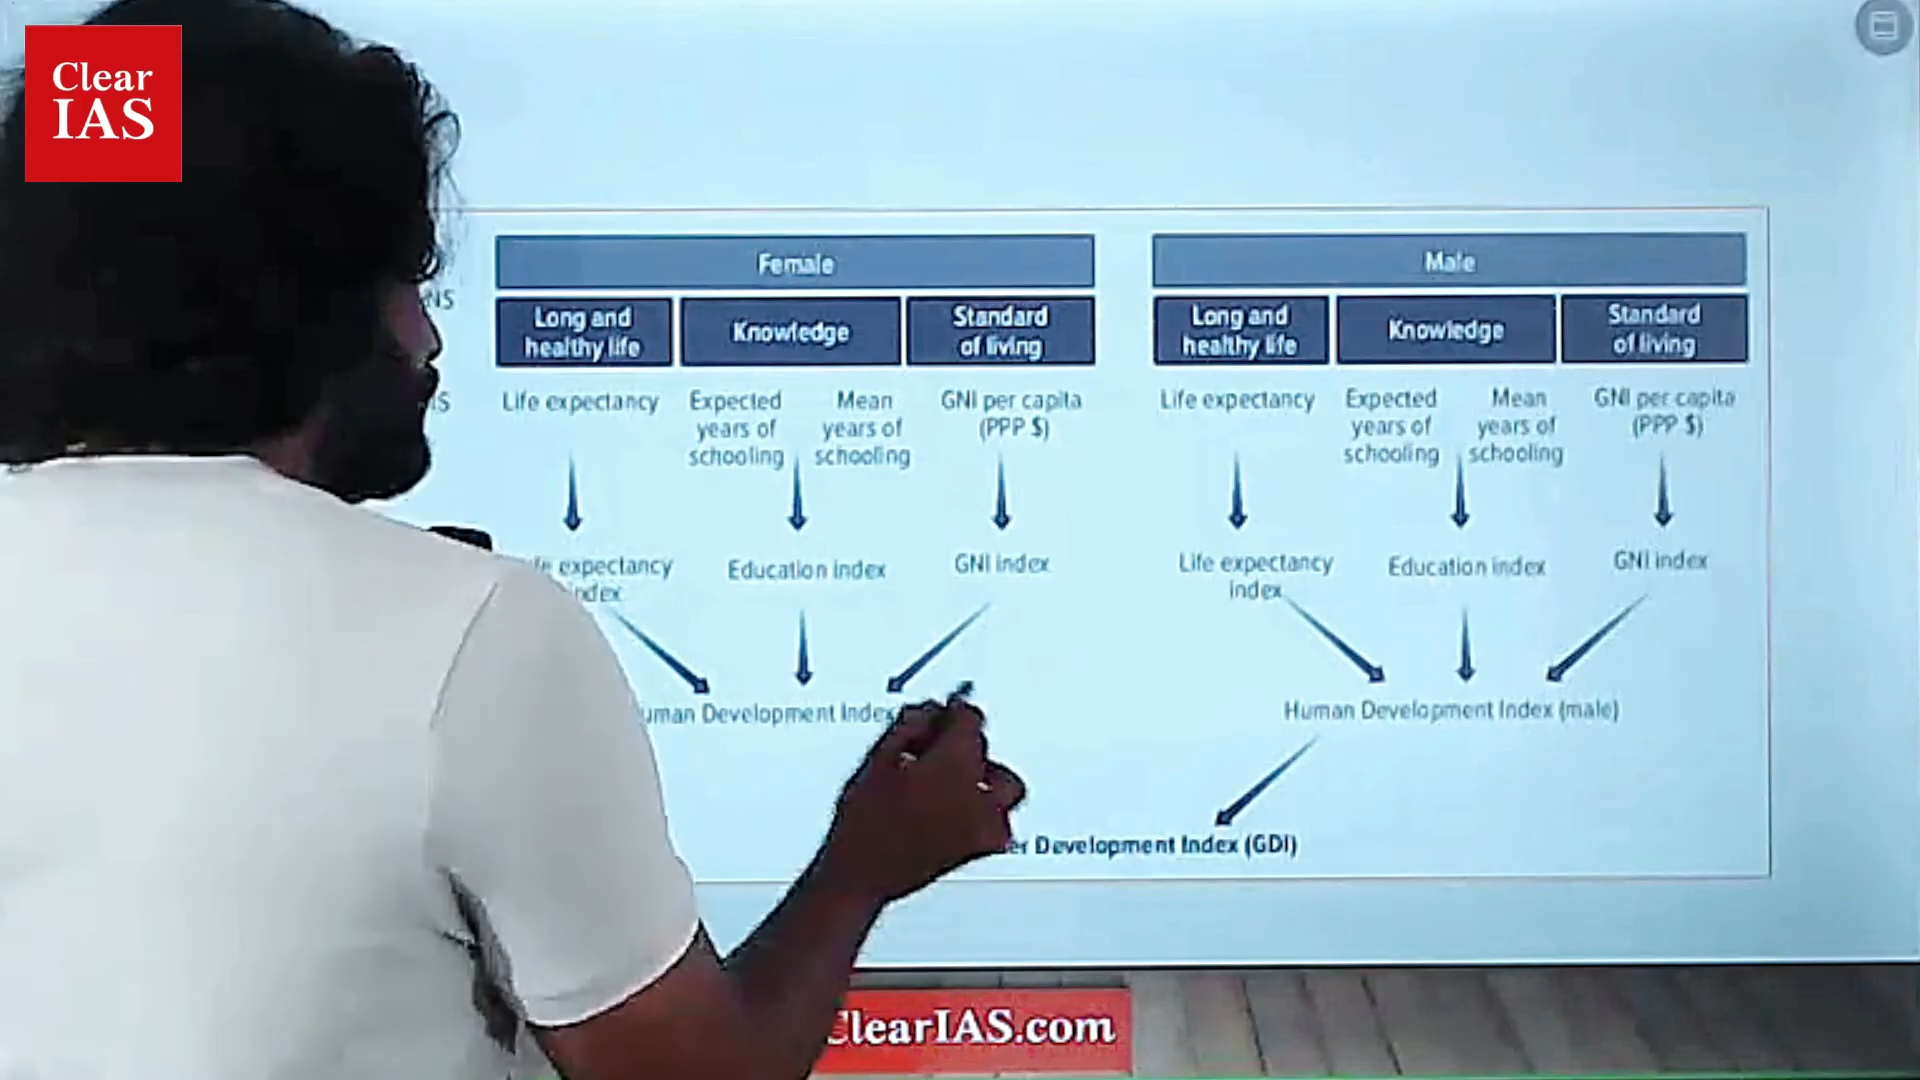 Clear
IAS
Female
Male
Long and
healthy life
Knowledge
Standard
of living
Long and
healthy life
Knowledge
Standard
of living
Life expectancy
Expected
years of
schooling
Mean
years of
schooling
GNI per capita
(PPP $)
Life expectancy
Expected
years of
schooling
Mean
years of
schooling
GNI per capita
(PPP $)
expectancy
Education index
GNI index
Life expectancy
index
Education index
GNI index
Development Index
Human Development Index (male)
Development Index (GDI)
ClearIAS.com